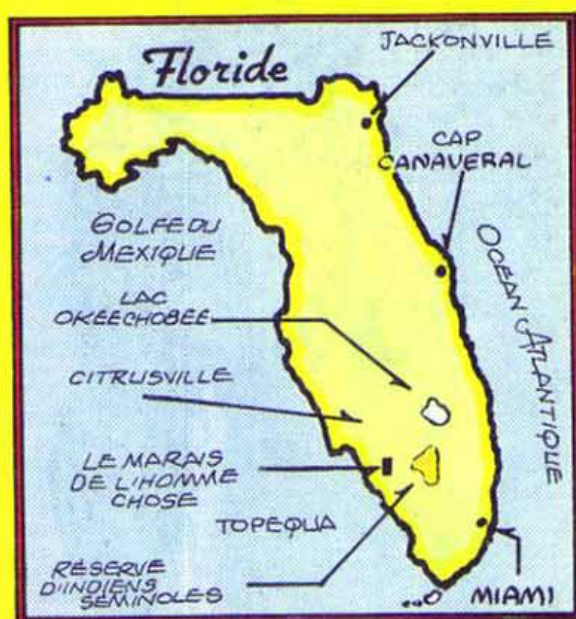 Floride
JACKONVILLE
CAP
CANAVERAL
GOLFE DU
MEXIQUE
OCEAN ATLANTIQUE
LAC
OKEECHOBEE
CITRUSVILLE
LE MARAIS
DE L'HOMME
CHOSE
TOPEQUA
RÉSERVE
D'INDIENS
SEMINOLES
MIAMI